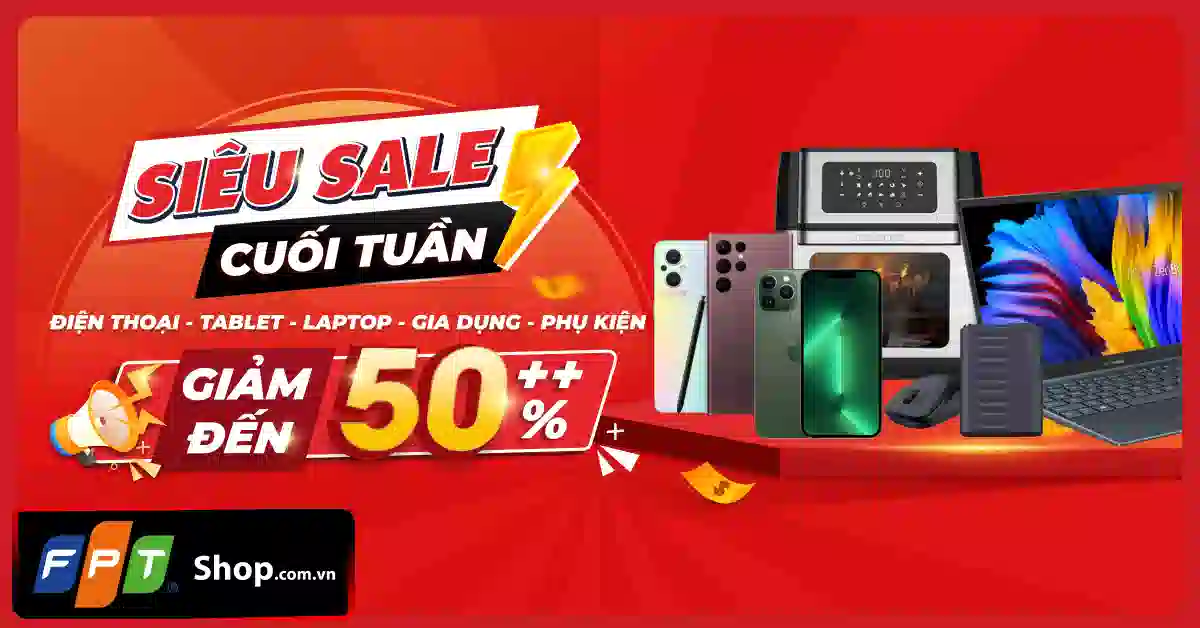 SIÊU SALE
CUỐI TUẦN
ĐIỆN THOẠI - TABLET - LAPTOP - GIA DỤNG - PHỤ KIỆN
GIẢM
ĐẾN
50++
%
FPT® Shop.com.vn